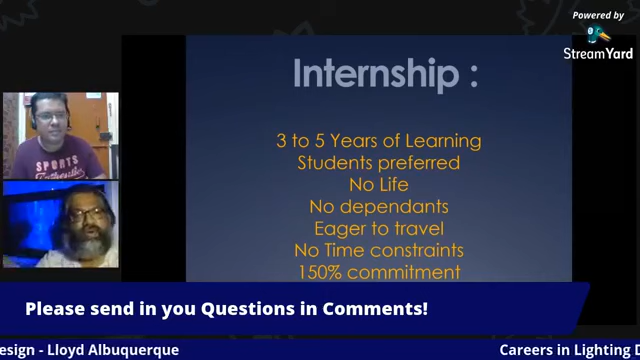 Powered by
StreamYard
Internship :
3 to 5 Years of Learning
Students preferred
No Life
No dependants
Eager to travel
No Time constraints
150% commitment
SPORTS
Please send in you Questions in Comments!
esign - Lloyd Albuquerque
Careers in Lighting D